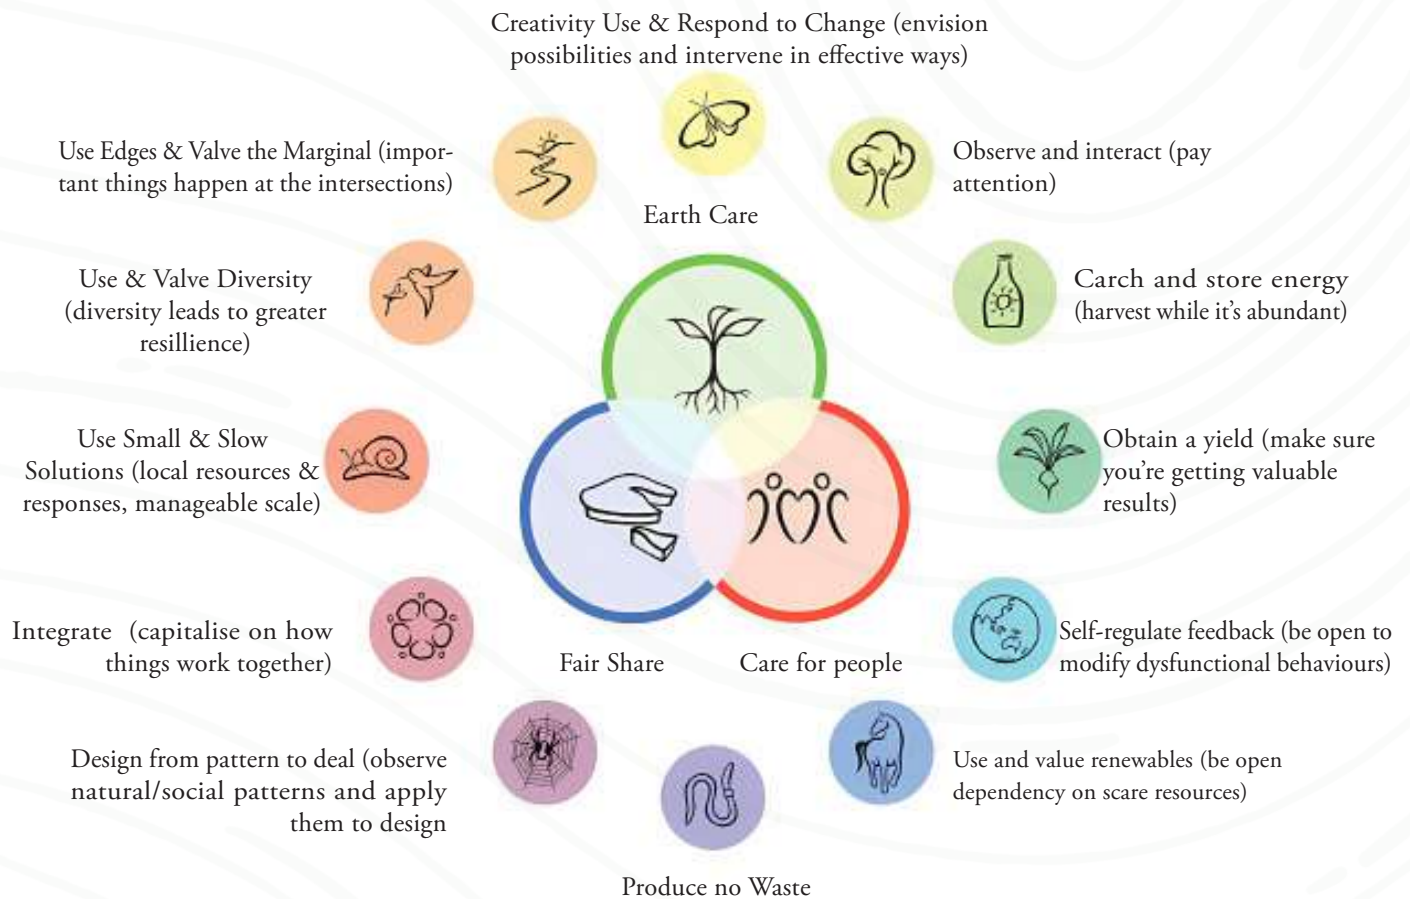 Creativity Use & Respond to Change (envision
possibilities and intervene in effective ways)
Observe and interact (pay
attention)
Carch and store energy
(harvest while it's abundant)
Obtain a yield (make sure
you're getting valuable
results)
Self-regulate feedback (be open to
modify dysfunctional behaviours)
Use and value renewables (be open
dependency on scare resources)
Produce no Waste
Design from pattern to deal (observe
natural/social patterns and apply
them to design
Integrate (capitalise on how
things work together)
Use Small & Slow
Solutions (local resources &
responses, manageable scale)
Use & Valve Diversity
(diversity leads to greater
resillience)
Use Edges & Valve the Marginal (impor-
tant things happen at the intersections)
Earth Care
Fair Share
Care for people